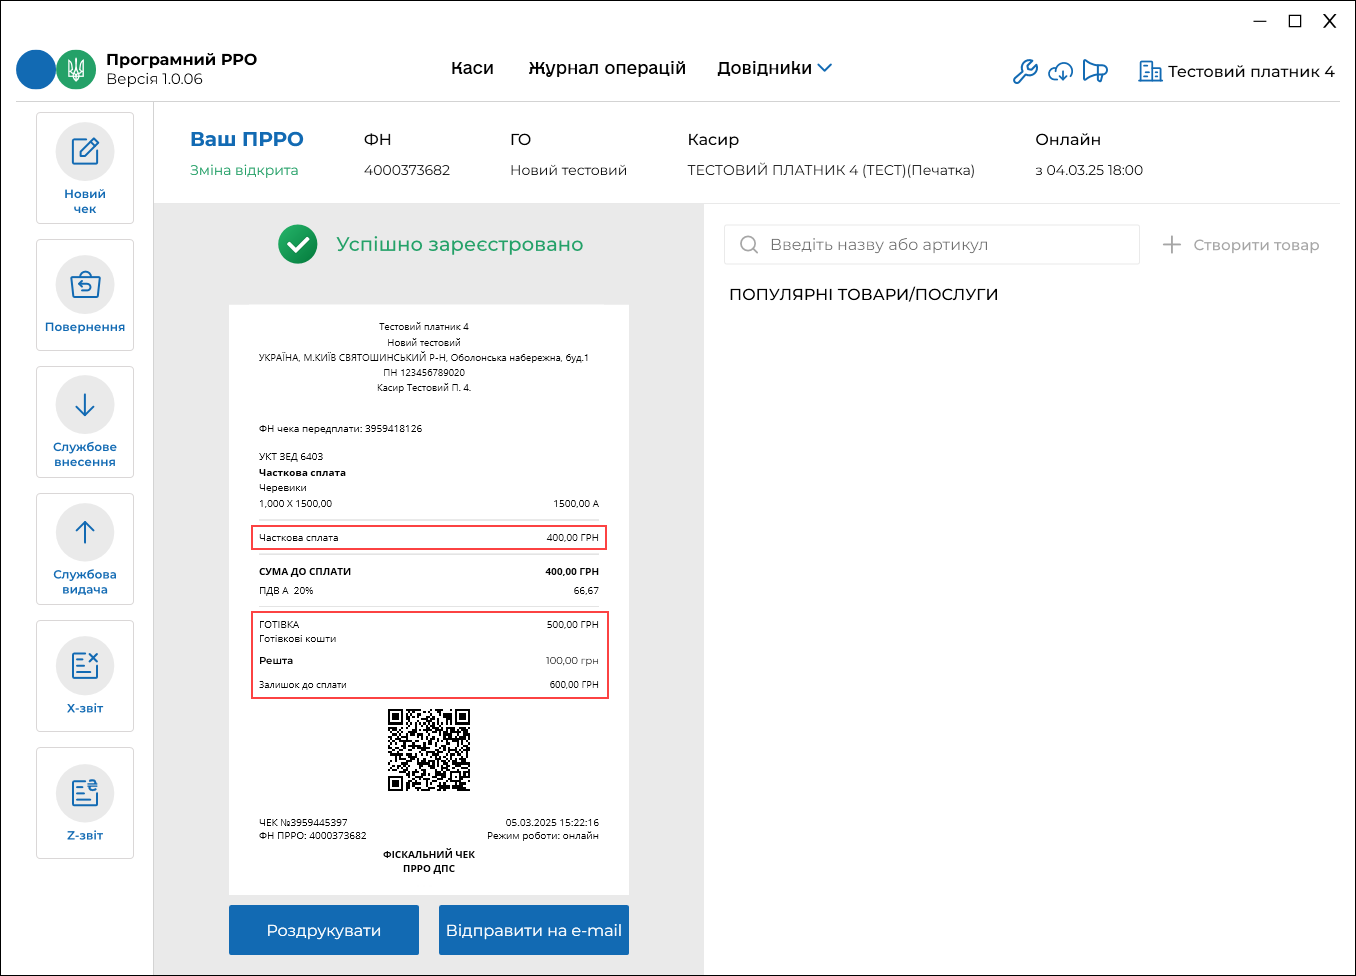 X
Програмний РРО
Версія 1.0.06
Каси
Журнал операцій
Довідники
Тестовий платник 4
Новий
чек
Повернення
Службове
внесення
Службова
видача
X-звіт
Z-звіт
Ваш ПРРО
Зміна відкрита
ФН
4000373682
ГО
Новий тестовий
Касир
ТЕСТОВИЙ ПЛАТНИК 4 (ТЕСТ)(Печатка)
Онлайн
з 04.03.25 18:00
Успішно зареєстровано
Тестовий платник 4
Новий тестовий
УКРАЇНА, М.КИЇВ СВЯТОШИНСЬКИЙ Р-Н, Оболонська набережна, буд.1
ПН 123456789020
Касир Тестовий П. 4.
ФН чека передплати: 3959418126
УКТ ЗЕД 6403
Часткова сплата
Черевики
1,000 X 1500,00 1500,00 А
Часткова сплата 400,00 ГРН
СУМА ДО СПЛАТИ 400,00 ГРН
ПДВ А 20% 66,67
ГОТІВКА 500,00 ГРН
Готівкові кошти
Решта 100,00 грн
Залишок до сплати 600,00 ГРН
ЧЕК №3959445397 05.03.2025 15:22:16
ФН ПРРО: 4000373682 Режим роботи: онлайн
ФІСКАЛЬНИЙ ЧЕК
ПРРО ДПС
Роздрукувати
Відправити на e-mail
Введіть назву або артикул
Створити товар
ПОПУЛЯРНІ ТОВАРИ/ПОСЛУГИ